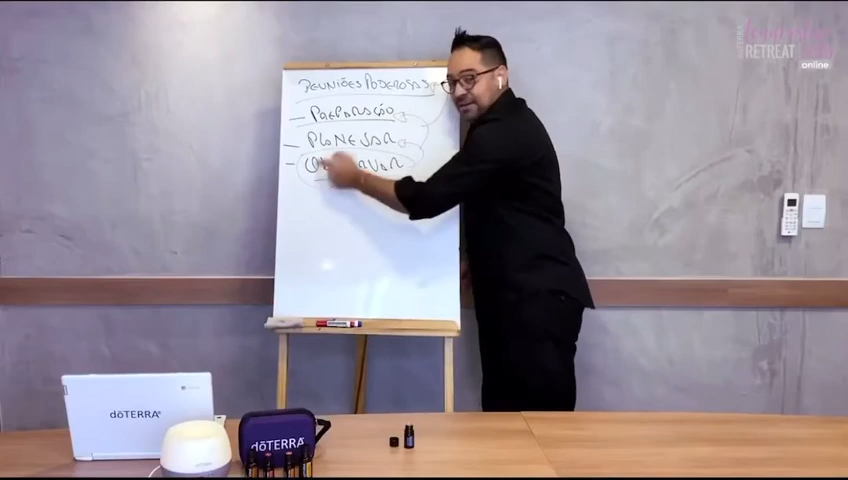 RETREAT
online
REUNIÕES PODEROSAS
— PREPARAÇÃO
— PLANEJAR
dōTERRA
dōTERRA